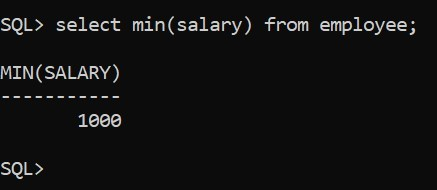 SQL> select min(salary) from employee;
MIN(SALARY)
-----------
1000
SQL>